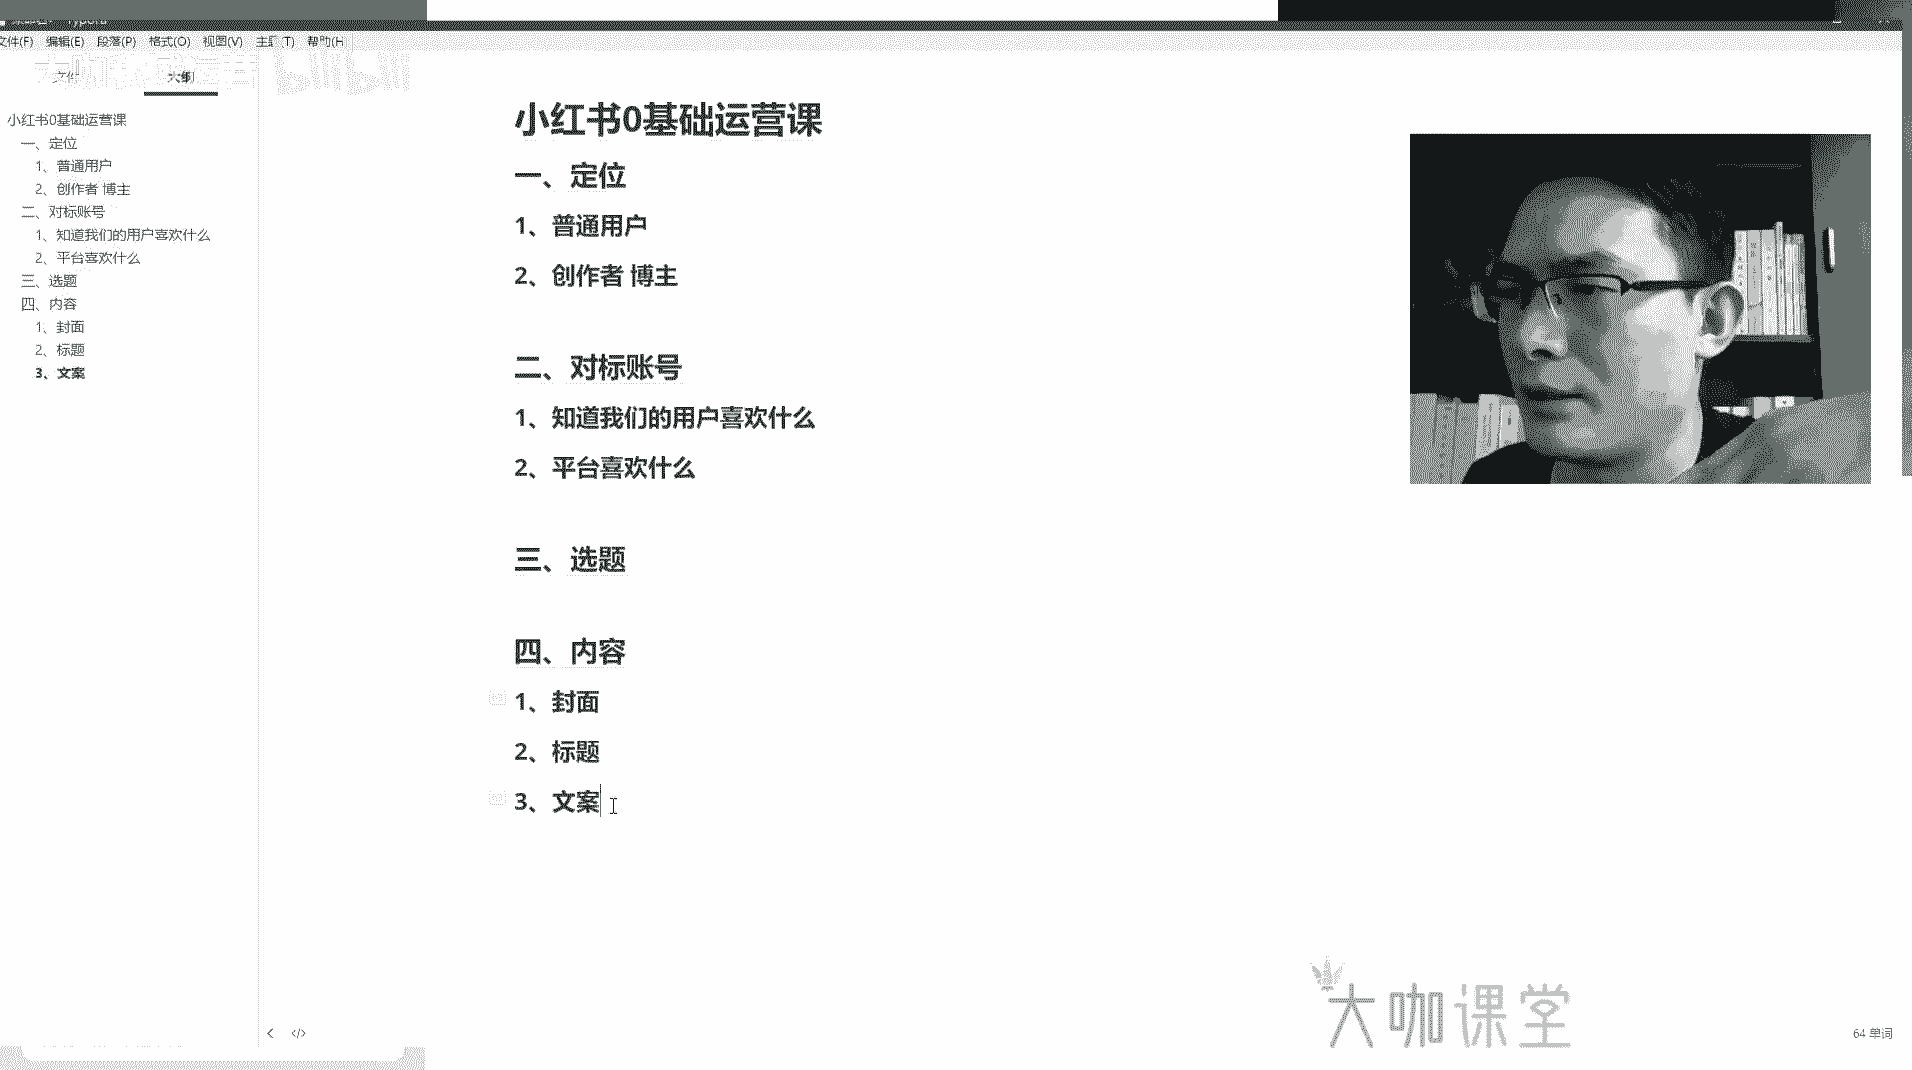 文件(F) 编辑(E) 段落(P) 格式(O) 视图(V) 主题(T) 帮助(H)
文件 大纲
小红书0基础运营课
一、定位
1、普通用户
2、创作者 博主
二、对标账号
1、知道我们的用户喜欢什么
2、平台喜欢什么
三、选题
四、内容
1、封面
2、标题
3、文案
小红书0基础运营课
一、定位
1、普通用户
2、创作者 博主
二、对标账号
1、知道我们的用户喜欢什么
2、平台喜欢什么
三、选题
四、内容
1、封面
2、标题
3、文案
大咖课堂
64 单词